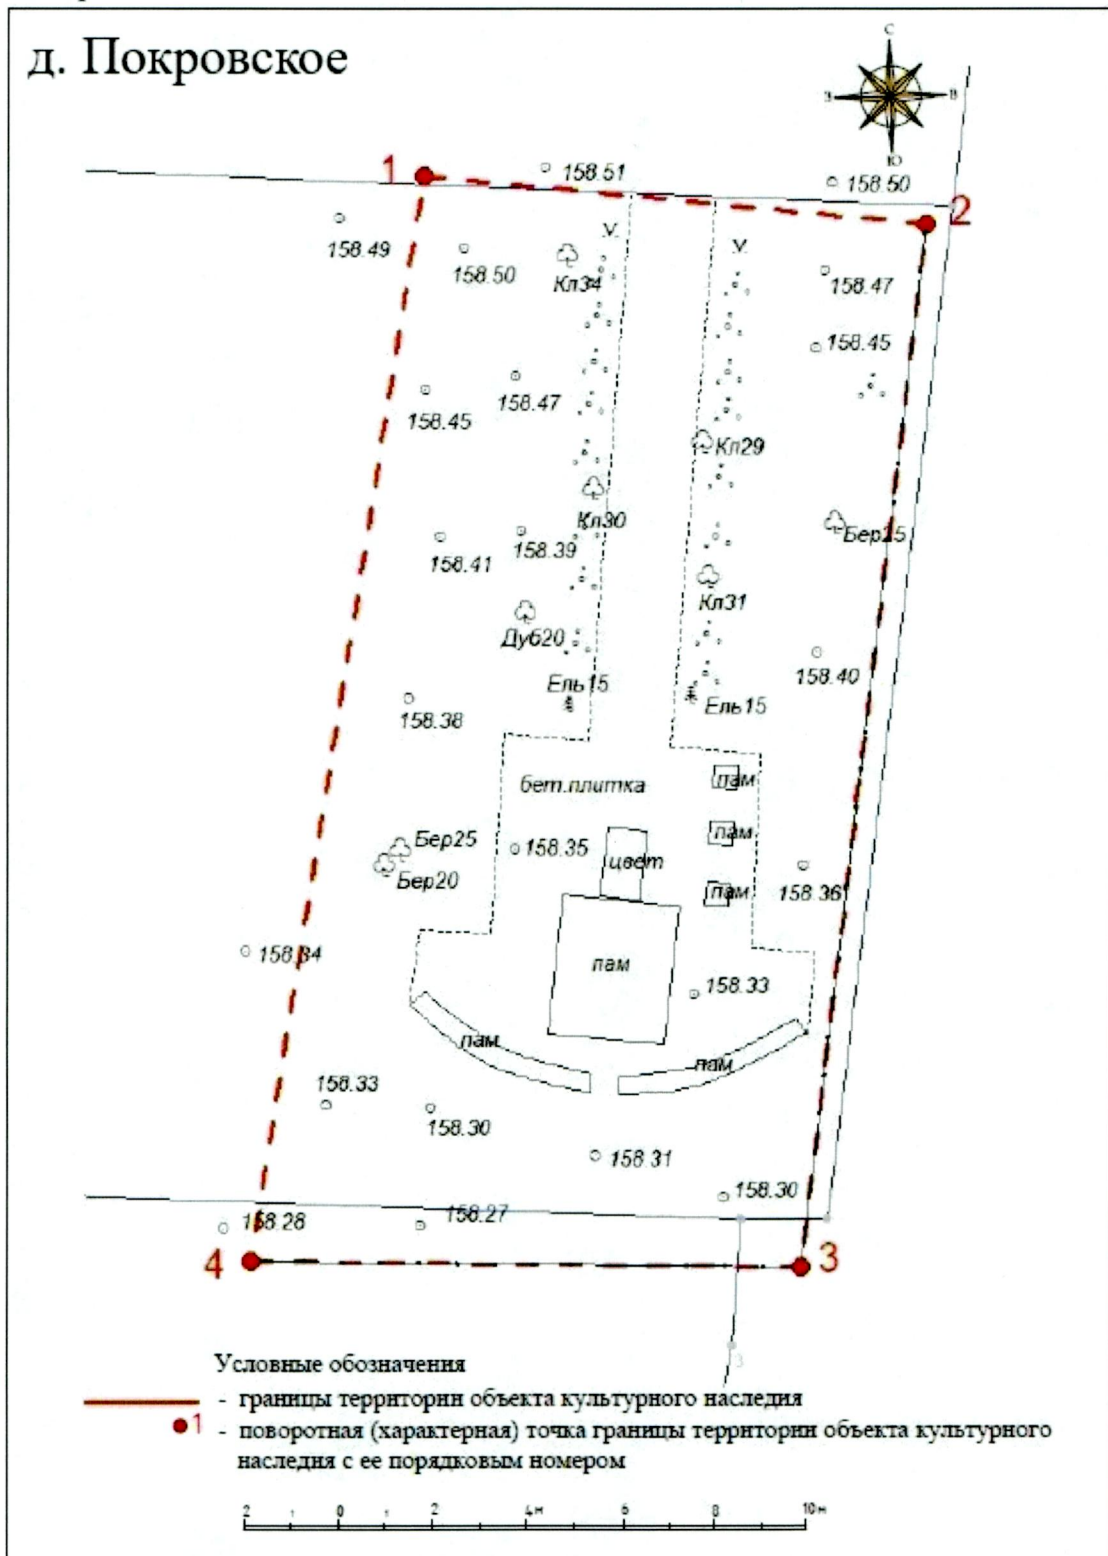 д. Покровское
С
З В
Ю
1
158.51
158.50
2
158.49
158.50
Кл34
V.
V.
158.47
158.45
158.45
158.47
Кл29
Кл30
Бер25
158.41
158.39
Кл31
Дуб20
158.40
Ель15
Ель15
158.38
бет.плитка
пам
пам
Бер25
158.35
цвет
Бер20
пам
158.36
158.34
пам
158.33
пам
пам
158.33
158.30
158.31
158.30
158.28
158.27
4
3
3
Условные обозначения
- границы территории объекта культурного наследия
1 - поворотная (характерная) точка границы территории объекта культурного
наследия с ее порядковым номером
2 1 0 1 2 4м 6 8 10м